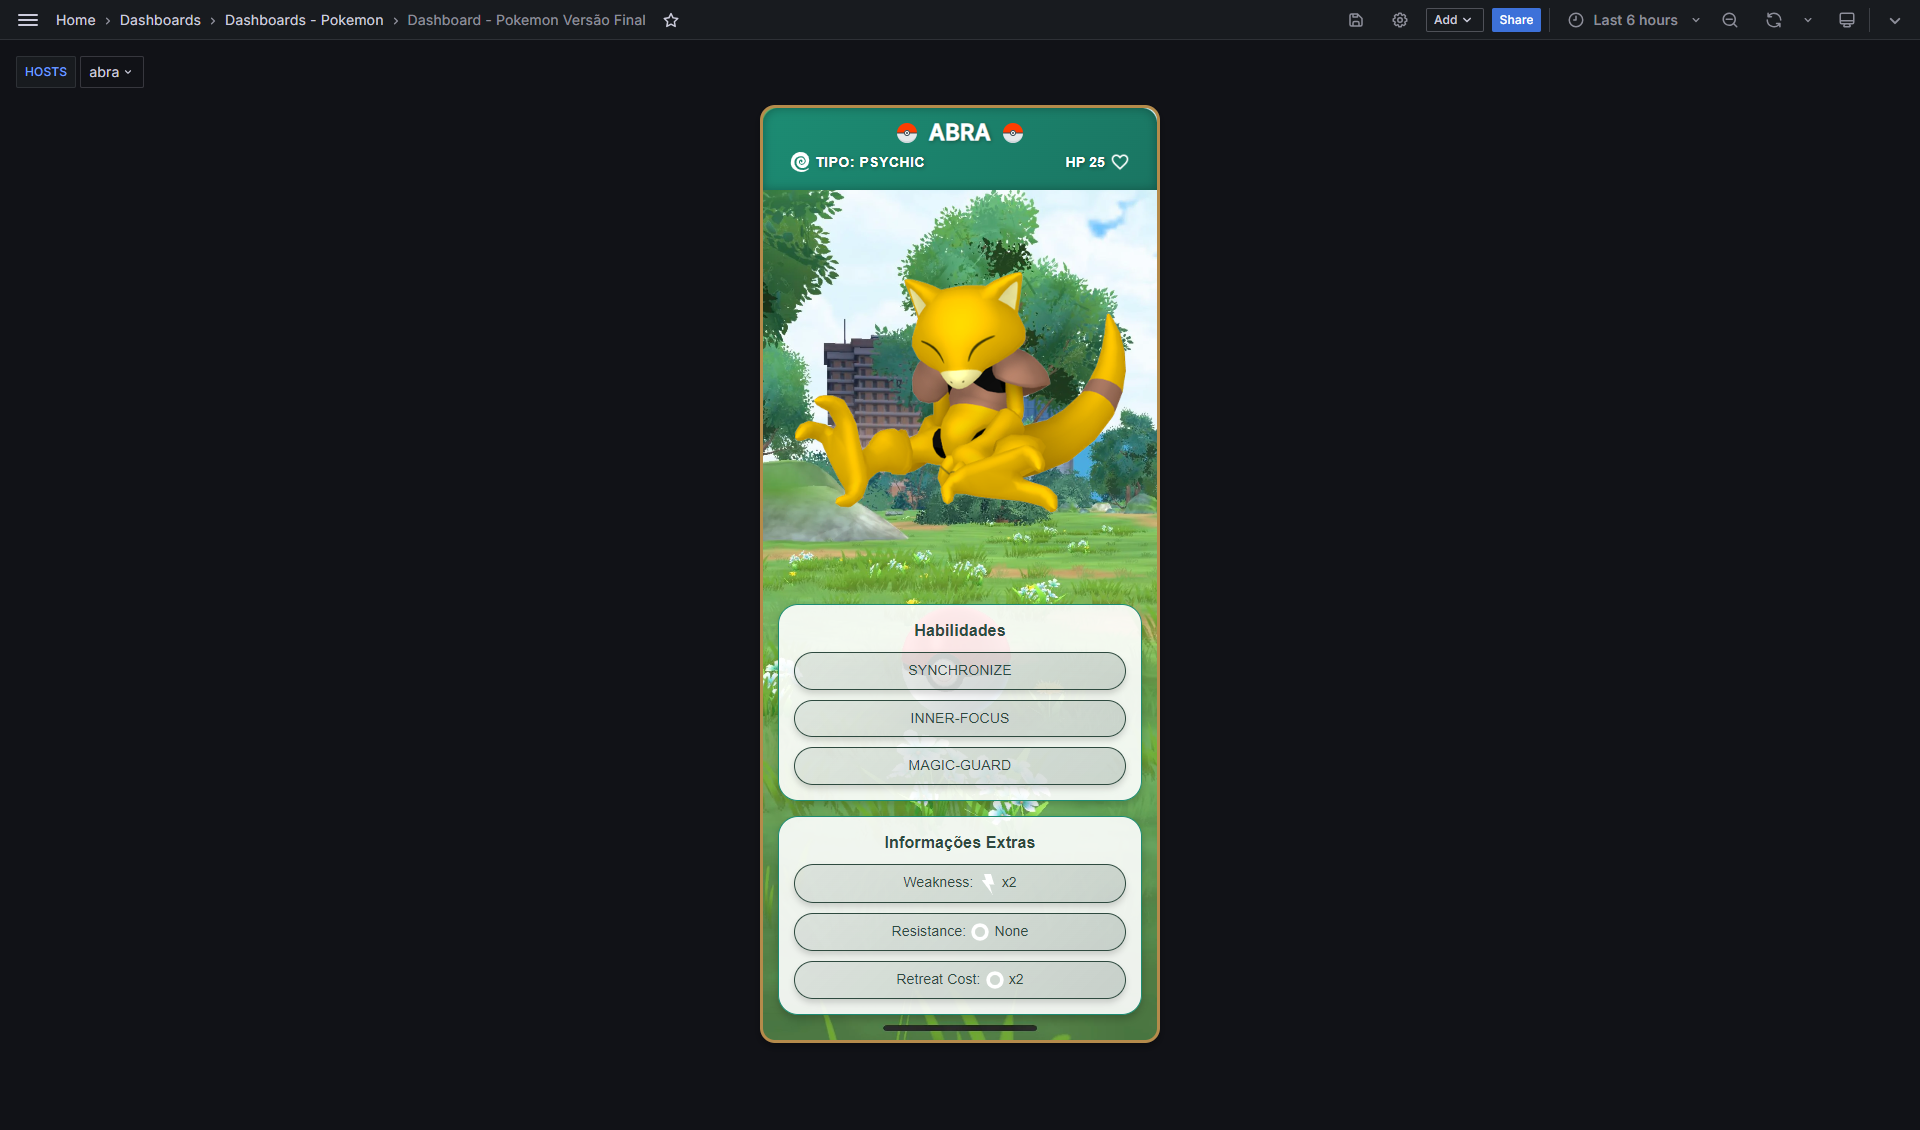 Home › Dashboards › Dashboards - Pokemon › Dashboard - Pokemon Versão Final
Add
Share
Last 6 hours
HOSTS
abra
ABRA
TIPO: PSYCHIC
HP 25
Habilidades
SYNCHRONIZE
INNER-FOCUS
MAGIC-GUARD
Informações Extras
Weakness: x2
Resistance: None
Retreat Cost: x2